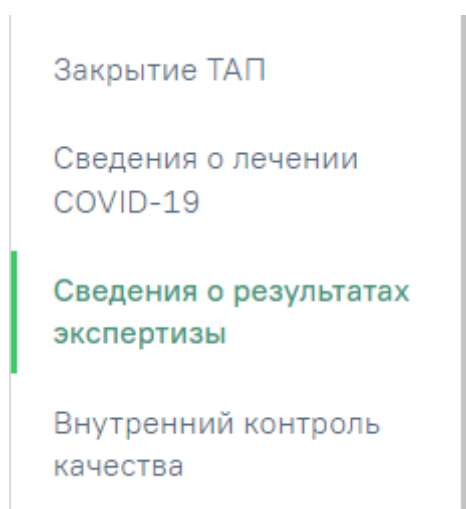 Закрытие ТАП
Сведения о лечении
COVID-19
Сведения о результатах
экспертизы
Внутренний контроль
качества